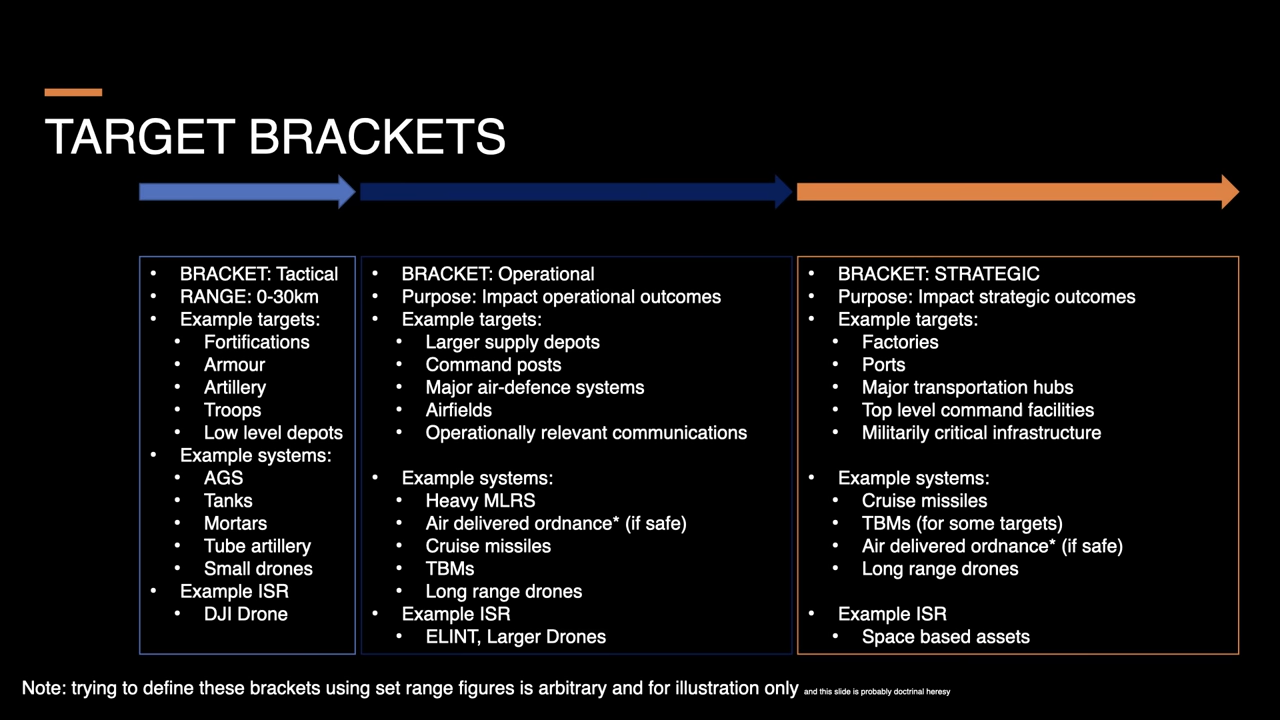 TARGET BRACKETS
• BRACKET: Tactical
• RANGE: 0-30km
• Example targets:
• Fortifications
• Armour
• Artillery
• Troops
• Low level depots
• Example systems:
• AGS
• Tanks
• Mortars
• Tube artillery
• Small drones
• Example ISR
• DJI Drone
• BRACKET: Operational
• Purpose: Impact operational outcomes
• Example targets:
• Larger supply depots
• Command posts
• Major air-defence systems
• Airfields
• Operationally relevant communications
• Example systems:
• Heavy MLRS
• Air delivered ordnance* (if safe)
• Cruise missiles
• TBMs
• Long range drones
• Example ISR
• ELINT, Larger Drones
• BRACKET: STRATEGIC
• Purpose: Impact strategic outcomes
• Example targets:
• Factories
• Ports
• Major transportation hubs
• Top level command facilities
• Militarily critical infrastructure
• Example systems:
• Cruise missiles
• TBMs (for some targets)
• Air delivered ordnance* (if safe)
• Long range drones
• Example ISR
• Space based assets
Note: trying to define these brackets using set range figures is arbitrary and for illustration only and this slide is probably doctrinal heresy